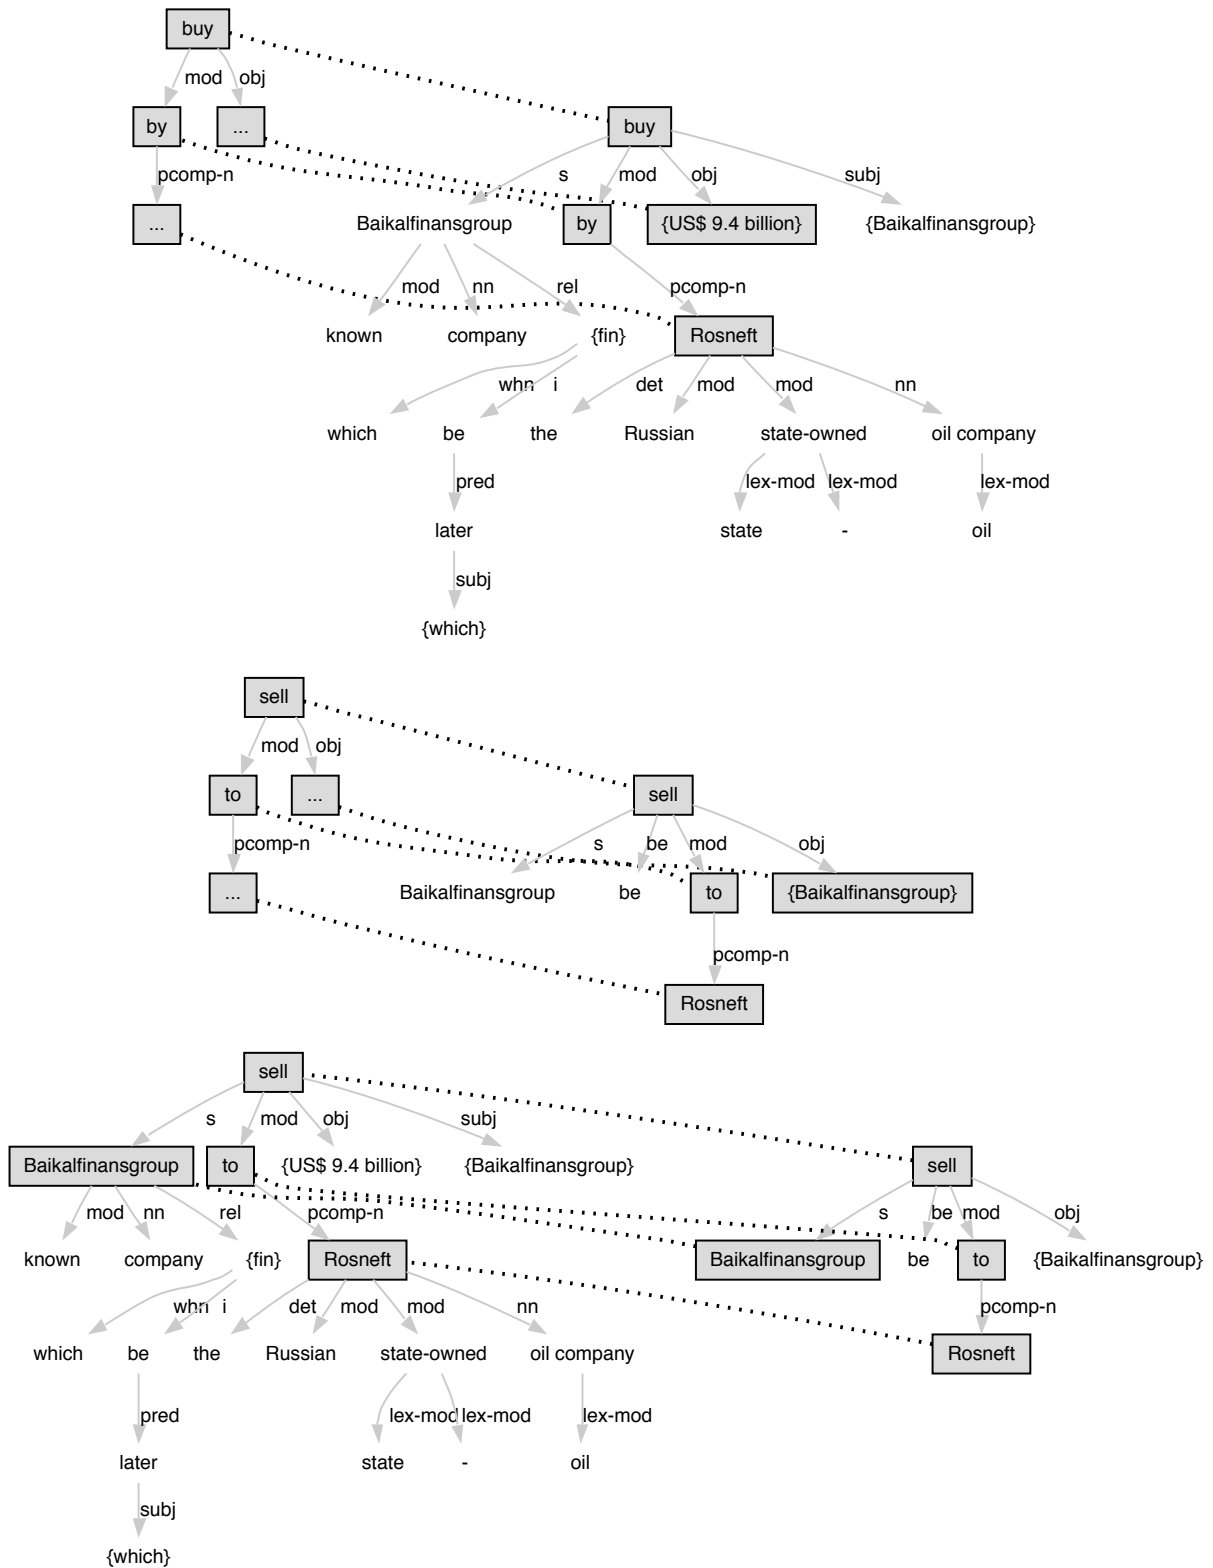 buy
mod obj
by ... buy
pcomp-n s mod obj subj
... Baikalfinansgroup by {US$ 9.4 billion} {Baikalfinansgroup}
mod nn rel pcomp-n
known company {fin} Rosneft
whn i det mod mod nn
which be the Russian state-owned oil company
pred lex-mod lex-mod lex-mod
later state - oil
subj
{which}
sell
mod obj
to ... sell
pcomp-n s be mod obj
... Baikalfinansgroup be to {Baikalfinansgroup}
pcomp-n
Rosneft
sell
s mod obj subj
Baikalfinansgroup to {US$ 9.4 billion} {Baikalfinansgroup} sell
mod nn rel pcomp-n s be mod obj
known company {fin} Rosneft Baikalfinansgroup be to {Baikalfinansgroup}
whn i det mod mod nn pcomp-n
which be the Russian state-owned oil company Rosneft
pred lex-mod lex-mod lex-mod
later state - oil
subj
{which}